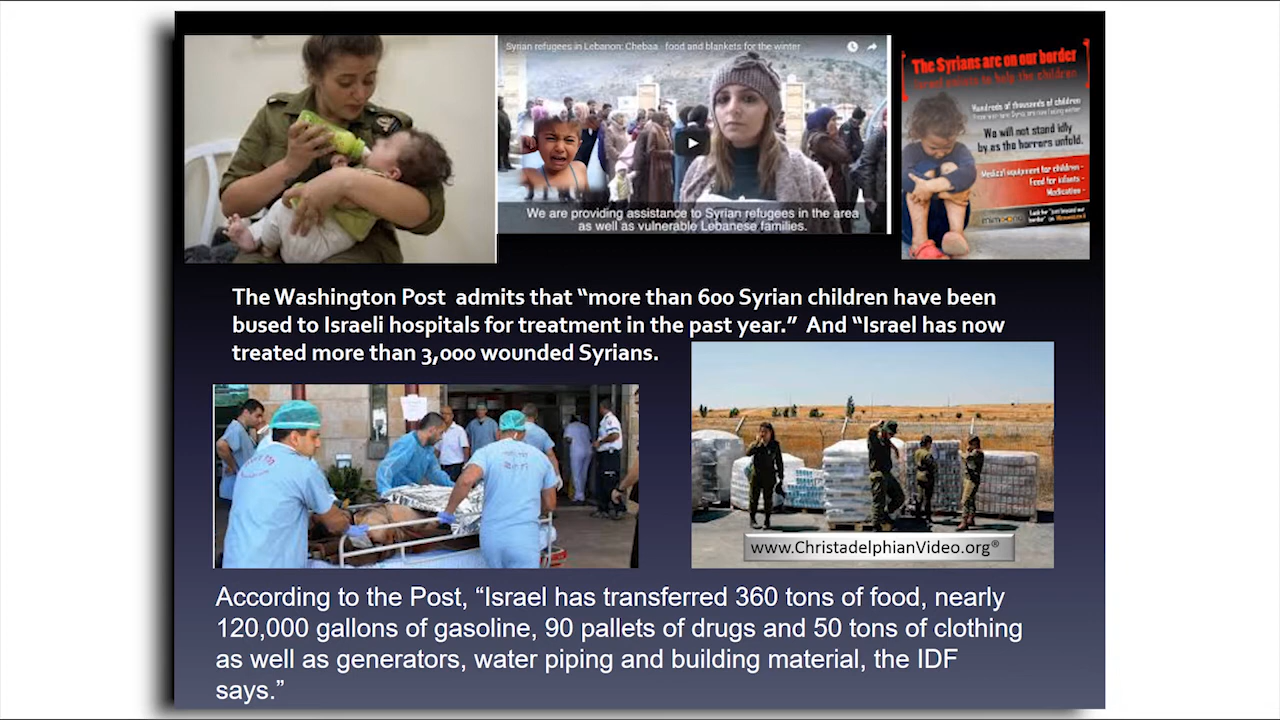 Syrian refugees in Lebanon: Chebaa - food and blankets for the winter
We are providing assistance to Syrian refugees in the area
as well as vulnerable Lebanese families.
The Syrians are on our border
to help the children
Hundreds of thousands of children
We will not stand idly
by as the horrors unfold.
Medical equipment for children -
Food for infants -
Medication -
The Washington Post admits that “more than 600 Syrian children have been
bused to Israeli hospitals for treatment in the past year.” And “Israel has now
treated more than 3,000 wounded Syrians.
www.ChristadelphianVideo.org®
According to the Post, “Israel has transferred 360 tons of food, nearly
120,000 gallons of gasoline, 90 pallets of drugs and 50 tons of clothing
as well as generators, water piping and building material, the IDF
says.”